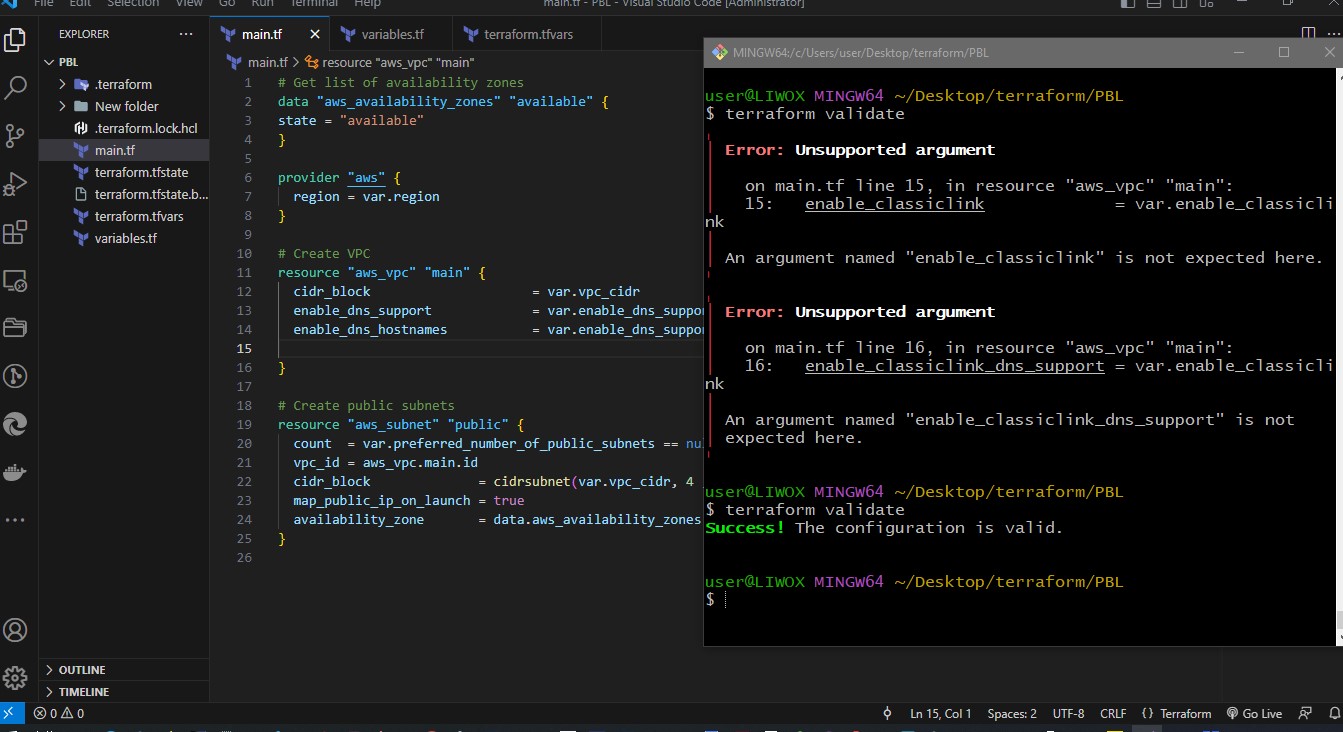 File Edit Selection View Go Run Terminal Help main.tf - PBL - Visual Studio Code [Administrator]
EXPLORER
PBL
.terraform
New folder
.terraform.lock.hcl
main.tf
terraform.tfstate
terraform.tfstate.b...
terraform.tfvars
variables.tf
OUTLINE
TIMELINE
main.tf variables.tf terraform.tfvars
main.tf > resource "aws_vpc" "main"
1 # Get list of availability zones
2 data "aws_availability_zones" "available" {
3 state = "available"
4 }
5
6 provider "aws" {
7 region = var.region
8 }
9
10 # Create VPC
11 resource "aws_vpc" "main" {
12 cidr_block = var.vpc_cidr
13 enable_dns_support = var.enable_dns_suppor
14 enable_dns_hostnames = var.enable_dns_suppor
15
16 }
17
18 # Create public subnets
19 resource "aws_subnet" "public" {
20 count = var.preferred_number_of_public_subnets == nu
21 vpc_id = aws_vpc.main.id
22 cidr_block = cidrsubnet(var.vpc_cidr, 4
23 map_public_ip_on_launch = true
24 availability_zone = data.aws_availability_zones
25 }
26
MINGW64:/c/Users/user/Desktop/terraform/PBL
user@LIWOX MINGW64 ~/Desktop/terraform/PBL
$ terraform validate
Error: Unsupported argument
on main.tf line 15, in resource "aws_vpc" "main":
15: enable_classiclink = var.enable_classicli
nk
An argument named "enable_classiclink" is not expected here.
Error: Unsupported argument
on main.tf line 16, in resource "aws_vpc" "main":
16: enable_classiclink_dns_support = var.enable_classicli
nk
An argument named "enable_classiclink_dns_support" is not
expected here.
user@LIWOX MINGW64 ~/Desktop/terraform/PBL
$ terraform validate
Success! The configuration is valid.
user@LIWOX MINGW64 ~/Desktop/terraform/PBL
$
0 0 Ln 15, Col 1 Spaces: 2 UTF-8 CRLF {} Terraform Go Live